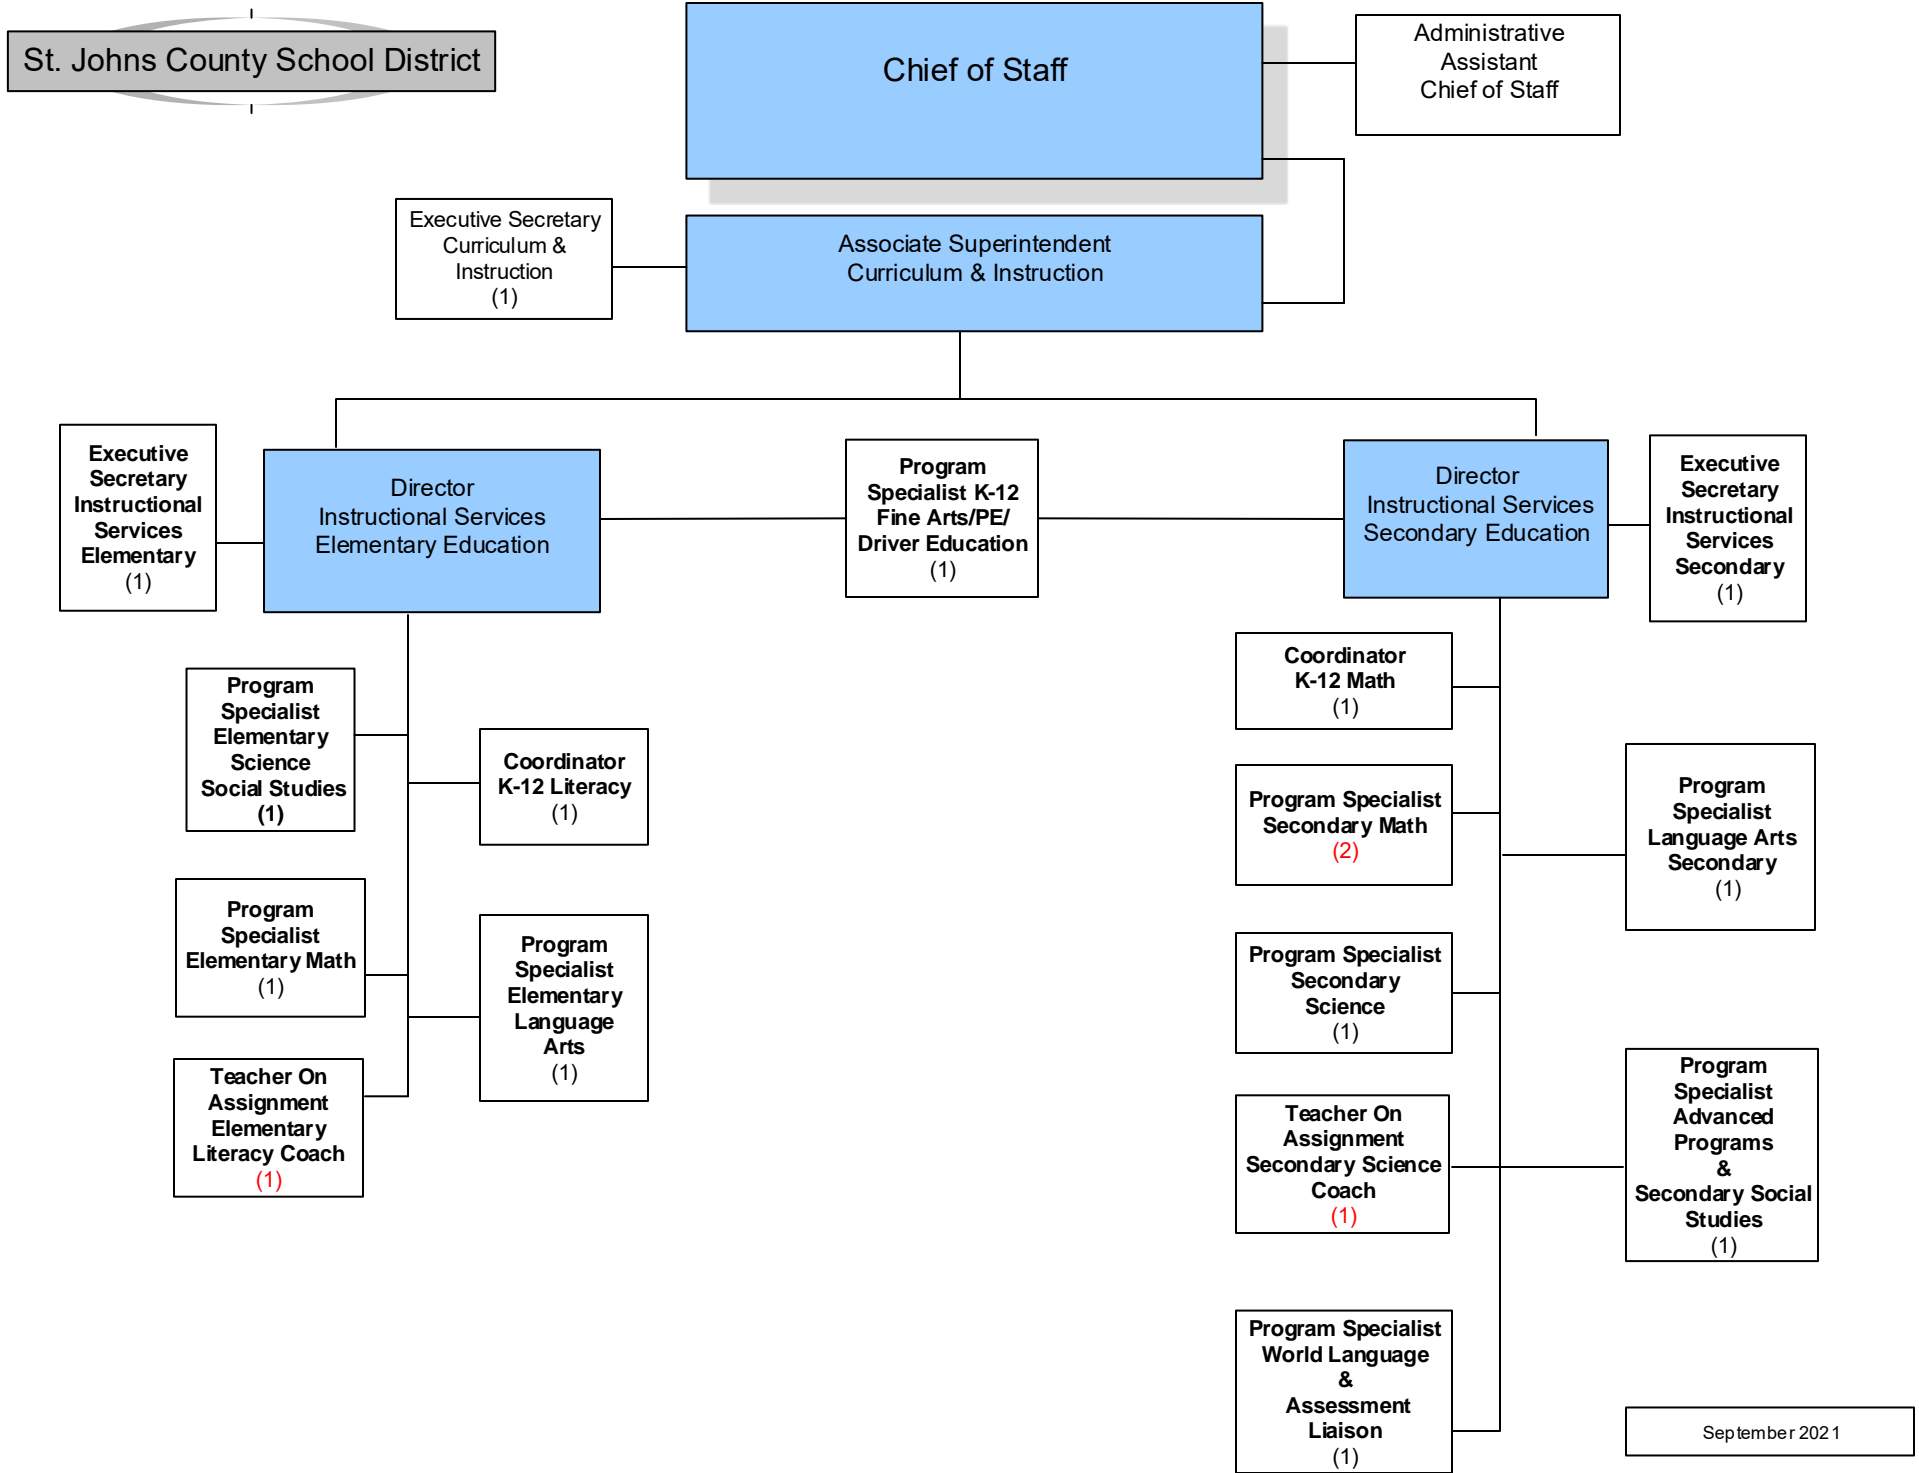 St. Johns County School District
Chief of Staff
Administrative
Assistant
Chief of Staff
Executive Secretary
Curriculum &
Instruction
(1)
Associate Superintendent
Curriculum & Instruction
Executive
Secretary
Instructional
Services
Elementary
(1)
Director
Instructional Services
Elementary Education
Program
Specialist K-12
Fine Arts/PE/
Driver Education
(1)
Director
Instructional Services
Secondary Education
Executive
Secretary
Instructional
Services
Secondary
(1)
Program
Specialist
Elementary
Science
Social Studies
(1)
Coordinator
K-12 Literacy
(1)
Program
Specialist
Elementary Math
(1)
Program
Specialist
Elementary
Language
Arts
(1)
Teacher On
Assignment
Elementary
Literacy Coach
(1)
Coordinator
K-12 Math
(1)
Program Specialist
Secondary Math
(2)
Program
Specialist
Language Arts
Secondary
(1)
Program Specialist
Secondary
Science
(1)
Teacher On
Assignment
Secondary Science
Coach
(1)
Program
Specialist
Advanced
Programs
&
Secondary Social
Studies
(1)
Program Specialist
World Language
&
Assessment
Liaison
(1)
September 2021